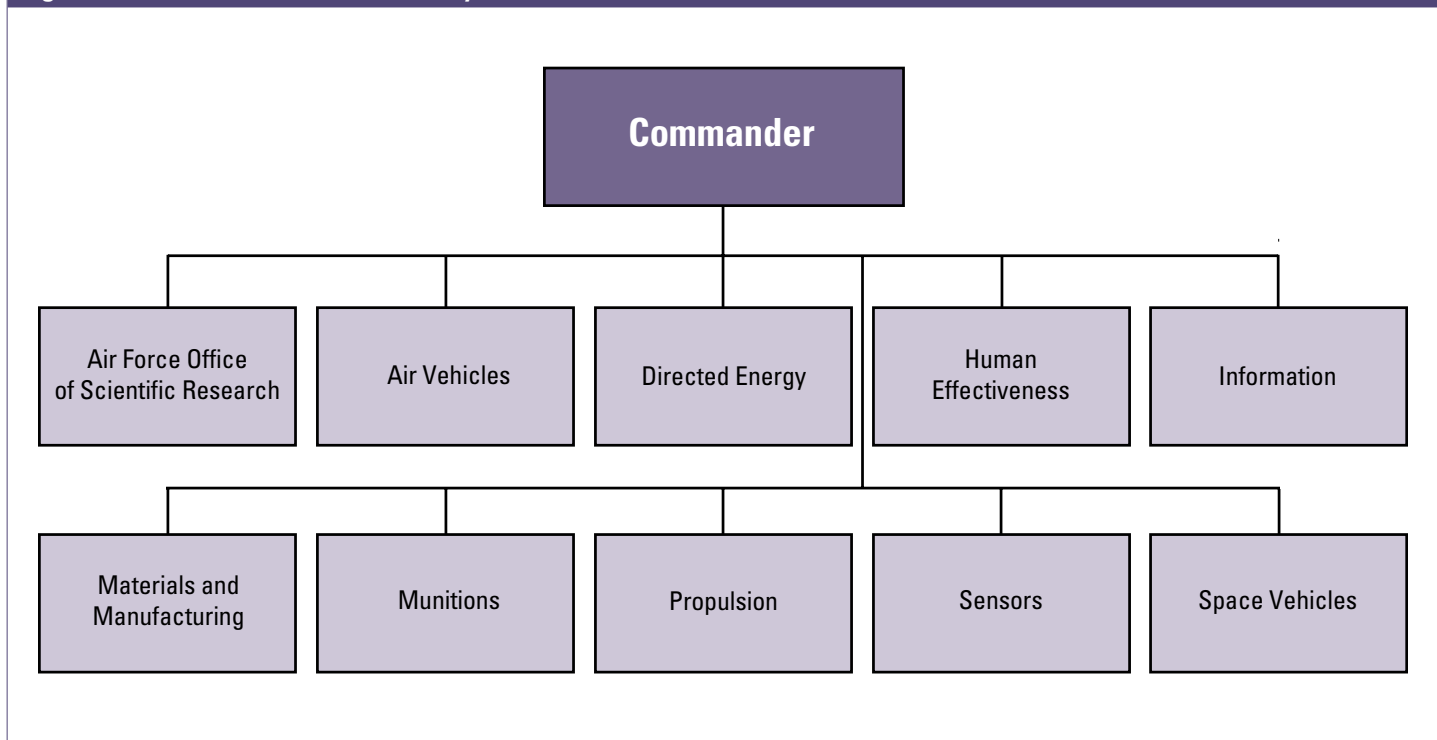 Commander
Air Force Office
of Scientific Research
Air Vehicles
Directed Energy
Human
Effectiveness
Information
Materials and
Manufacturing
Munitions
Propulsion
Sensors
Space Vehicles